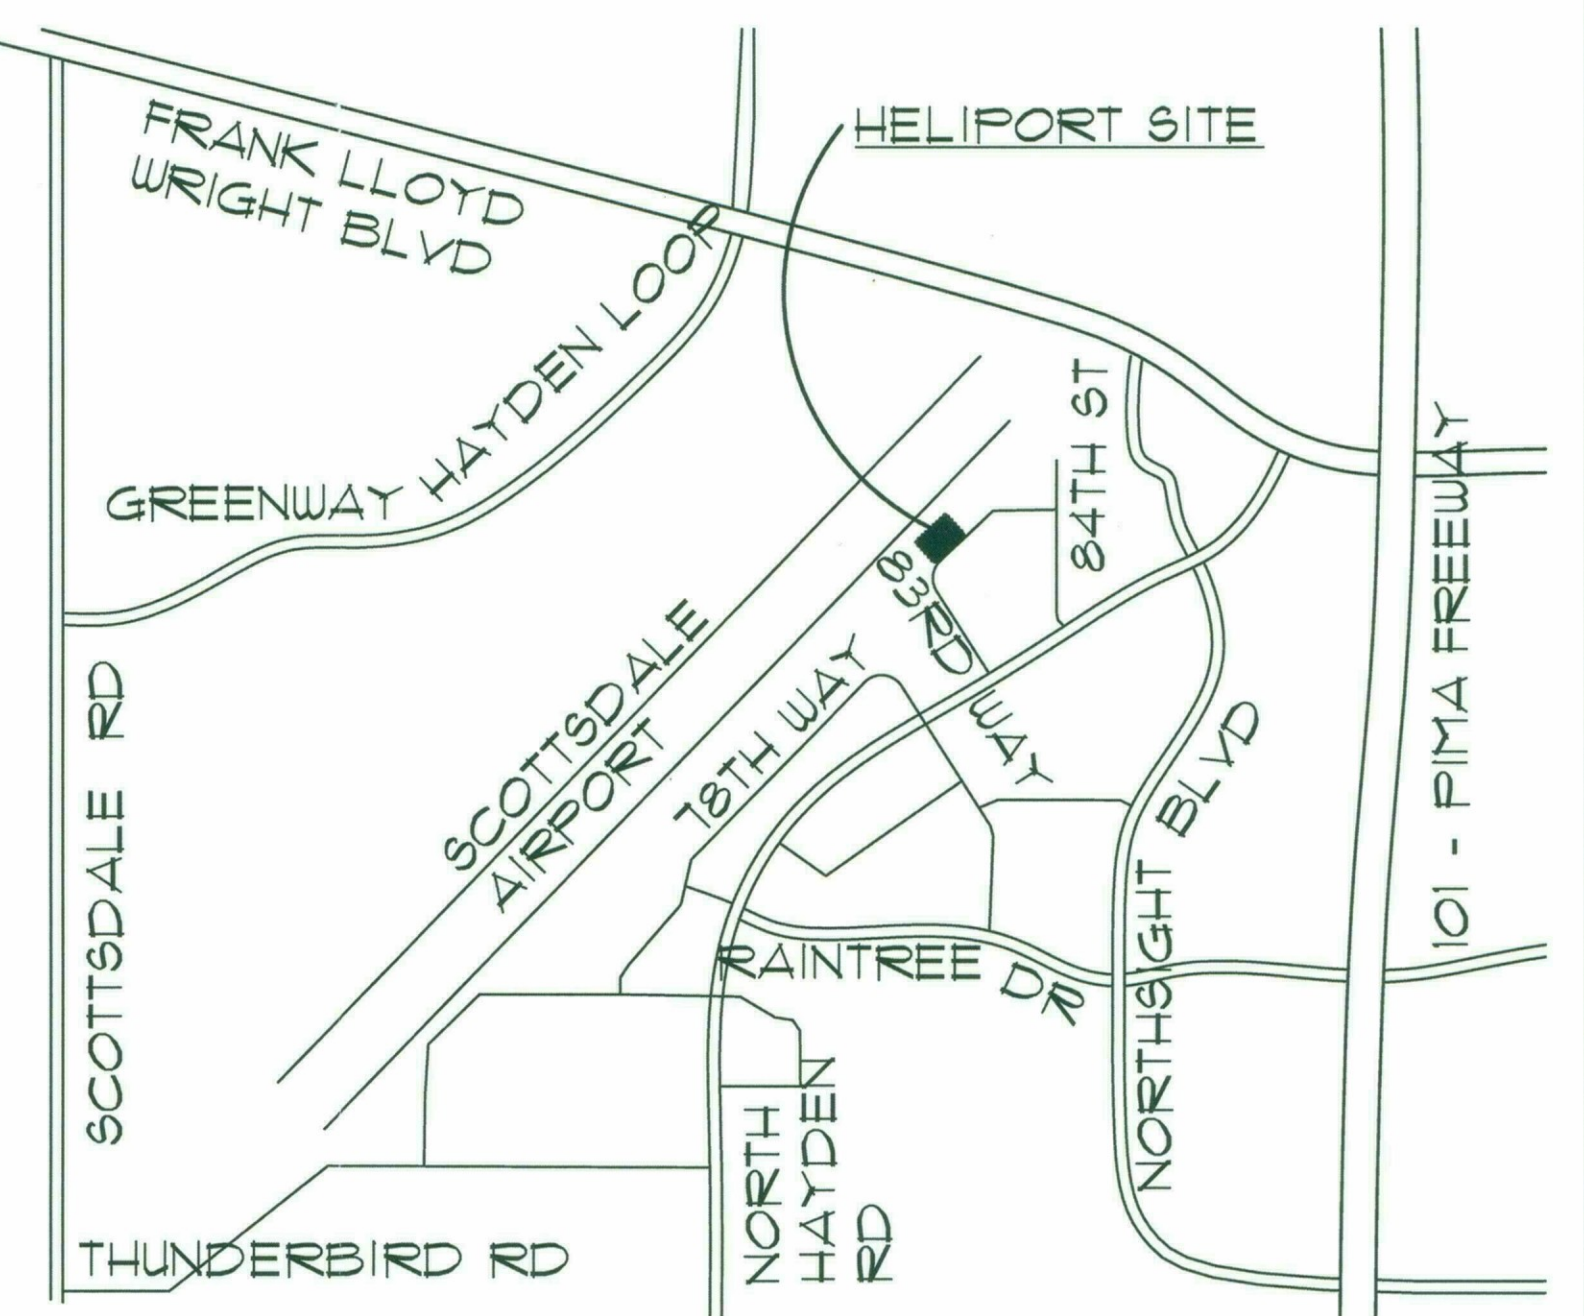 FRANK LLOYD
WRIGHT BLVD
HELIPORT SITE
GREENWAY HAYDEN LOOP
84TH ST
83RD WAY
SCOTTSDALE
AIRPORT
78TH WAY
SCOTTSDALE RD
101 - PIMA FREEWAY
NORTHSIGHT BLVD
RAINTREE DR
NORTH
HAYDEN
RD
THUNDERBIRD RD